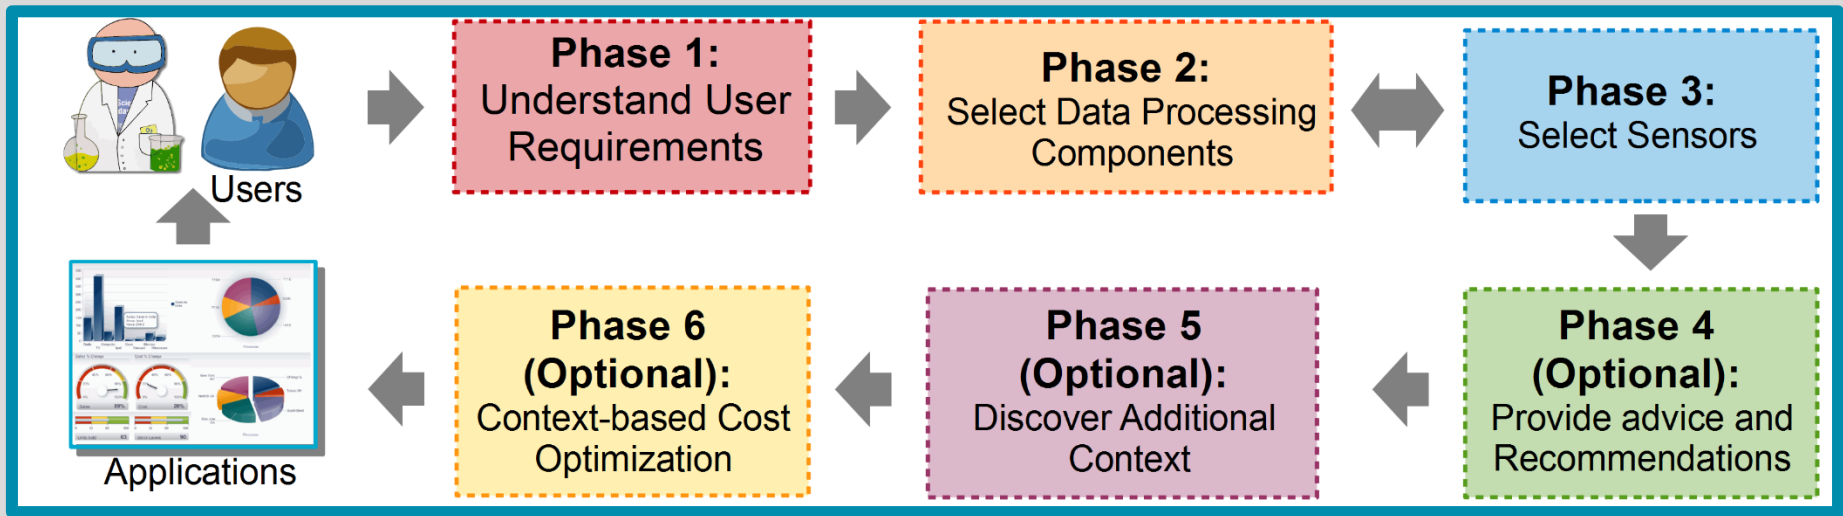 Users
Phase 1:
Understand User
Requirements
Phase 2:
Select Data Processing
Components
Phase 3:
Select Sensors
Phase 4
(Optional):
Provide advice and
Recommendations
Phase 5
(Optional):
Discover Additional
Context
Phase 6
(Optional):
Context-based Cost
Optimization
Applications